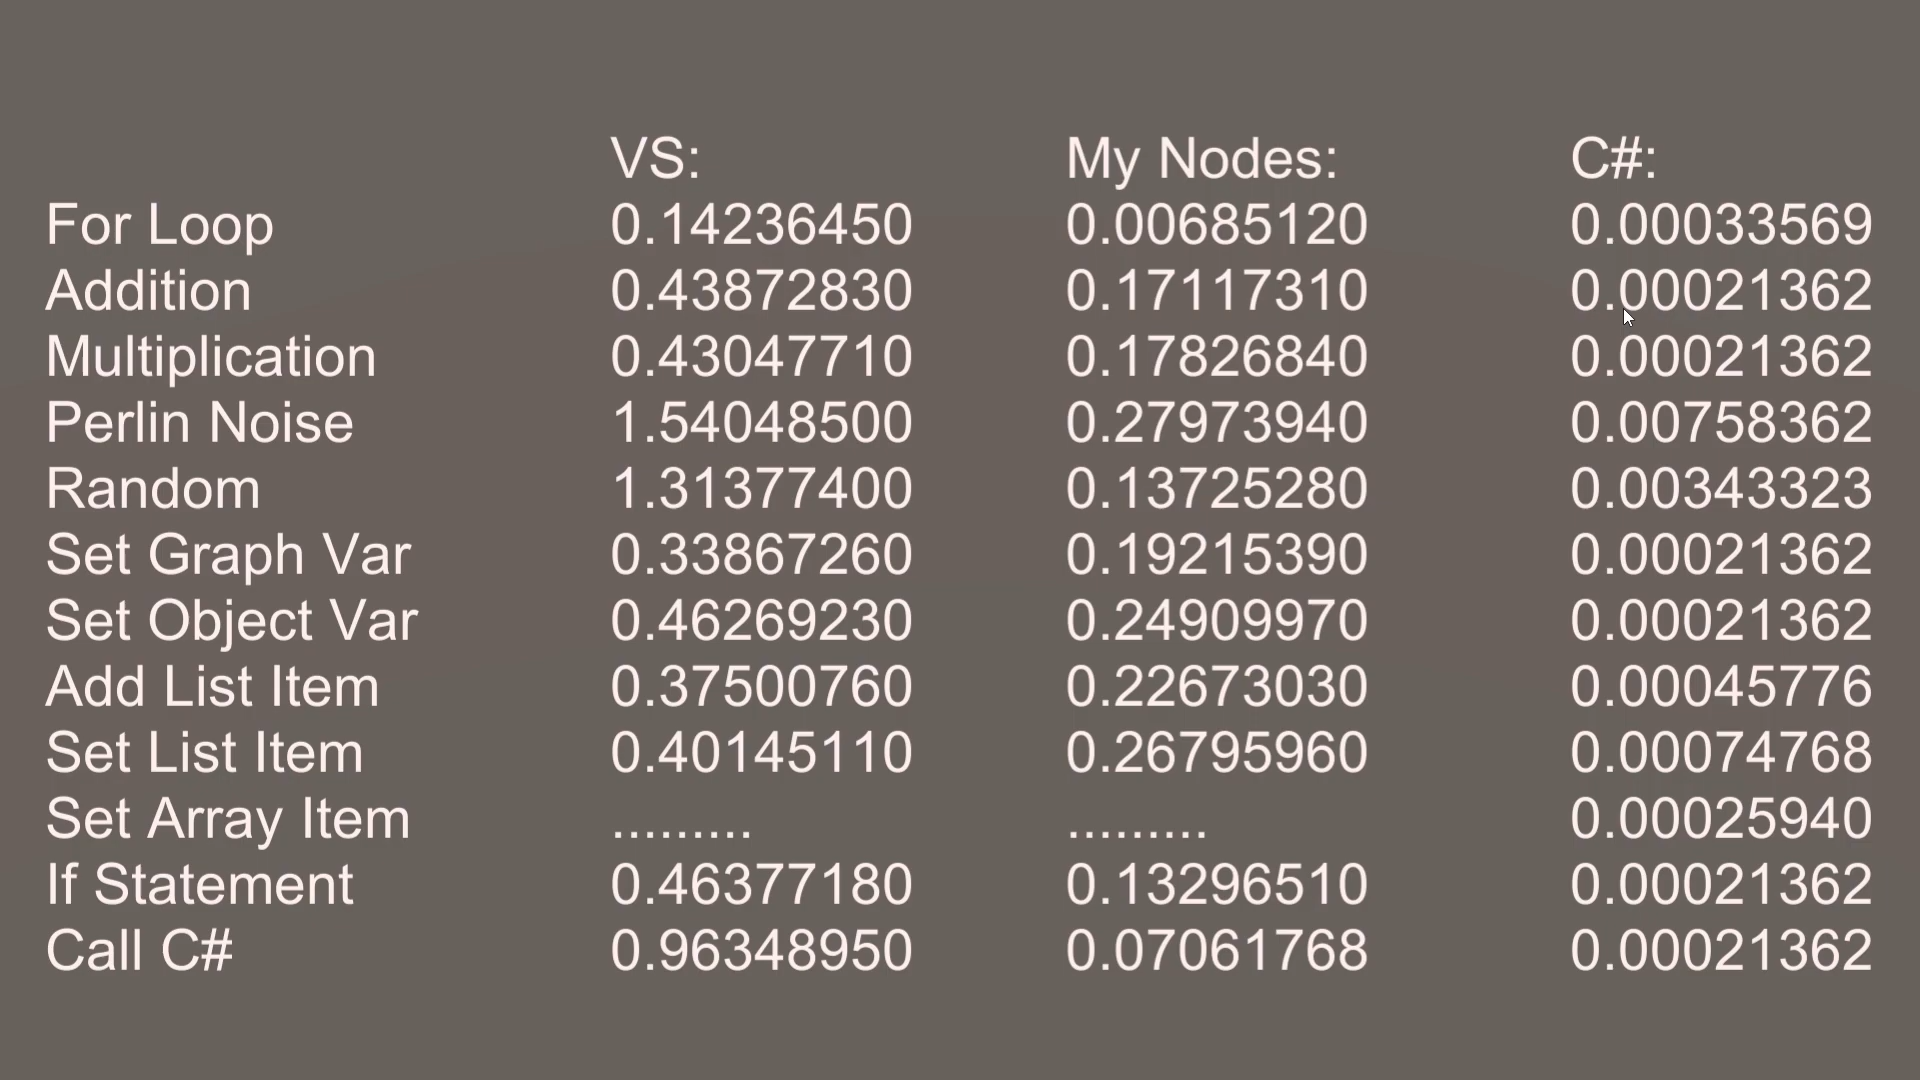 VS: My Nodes: C#:
For Loop 0.14236450 0.00685120 0.00033569
Addition 0.43872830 0.17117310 0.00021362
Multiplication 0.43047710 0.17826840 0.00021362
Perlin Noise 1.54048500 0.27973940 0.00758362
Random 1.31377400 0.13725280 0.00343323
Set Graph Var 0.33867260 0.19215390 0.00021362
Set Object Var 0.46269230 0.24909970 0.00021362
Add List Item 0.37500760 0.22673030 0.00045776
Set List Item 0.40145110 0.26795960 0.00074768
Set Array Item ......... ......... 0.00025940
If Statement 0.46377180 0.13296510 0.00021362
Call C# 0.96348950 0.07061768 0.00021362